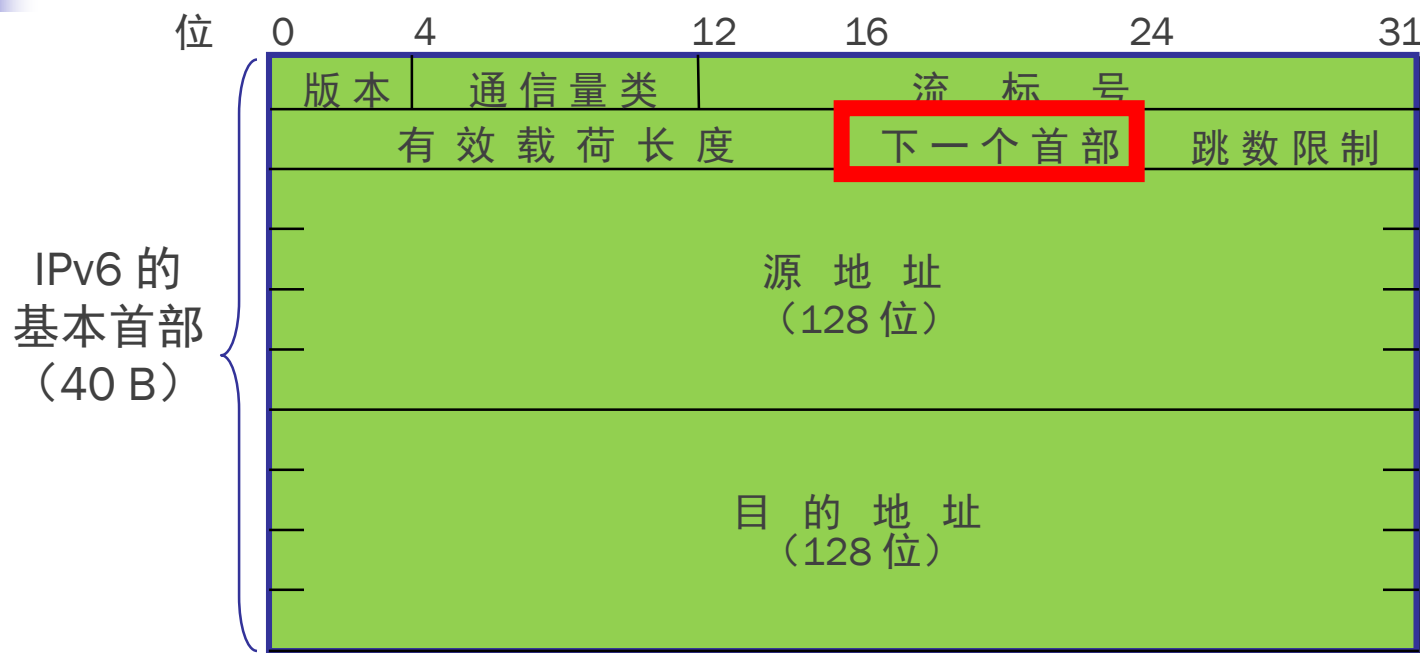 位 0 4 12 16 24 31
版本 通信量类 流标号
有效载荷长度 下一个首部 跳数限制
IPv6 的
基本首部
（40 B）
源地址
（128 位）
目的地址
（128 位）